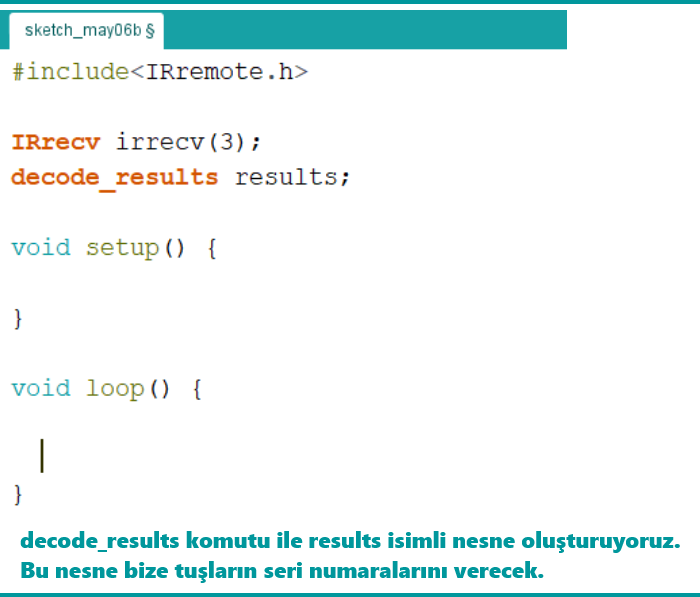 sketch_may06b §
#include<IRremote.h>
IRrecv irrecv(3);
decode_results results;
void setup() {
}
void loop() {
}
decode_results komutu ile results isimli nesne oluşturuyoruz.
Bu nesne bize tuşların seri numaralarını verecek.